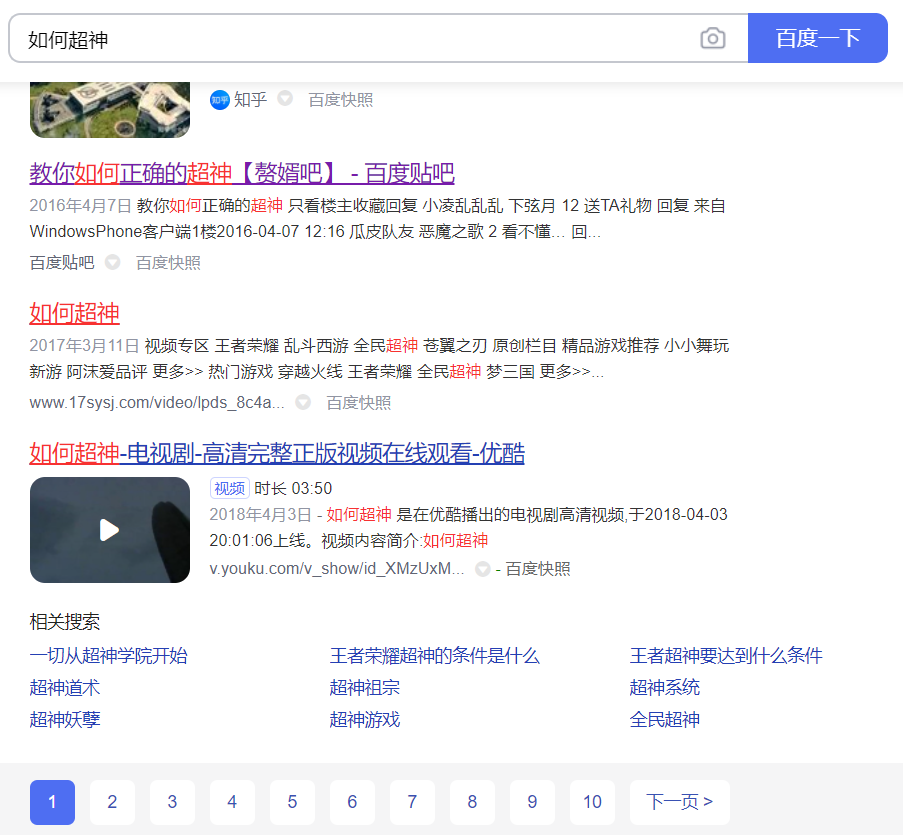 如何超神
百度一下
知乎 知乎 百度快照
教你如何正确的超神【赘婿吧】 - 百度贴吧
2016年4月7日 教你如何正确的超神 只看楼主收藏回复 小凌乱乱乱 下弦月 12 送TA礼物 回复 来自
WindowsPhone客户端1楼2016-04-07 12:16 瓜皮队友 恶魔之歌 2 看不懂... 回...
百度贴吧 百度快照
如何超神
2017年3月11日 视频专区 王者荣耀 乱斗西游 全民超神 苍翼之刃 原创栏目 精品游戏推荐 小小舞玩
新游 阿沫爱品评 更多>> 热门游戏 穿越火线 王者荣耀 全民超神 梦三国 更多>>...
www.17sysj.com/video/lpds_8c4a... 百度快照
如何超神-电视剧-高清完整正版视频在线观看-优酷
视频 时长 03:50
2018年4月3日 - 如何超神 是在优酷播出的电视剧高清视频,于2018-04-03
20:01:06上线。视频内容简介:如何超神
v.youku.com/v_show/id_XMzUxM... - 百度快照
相关搜索
一切从超神学院开始 王者荣耀超神的条件是什么 王者超神要达到什么条件
超神道术 超神祖宗 超神系统
超神妖孽 超神游戏 全民超神
1 2 3 4 5 6 7 8 9 10 下一页 >